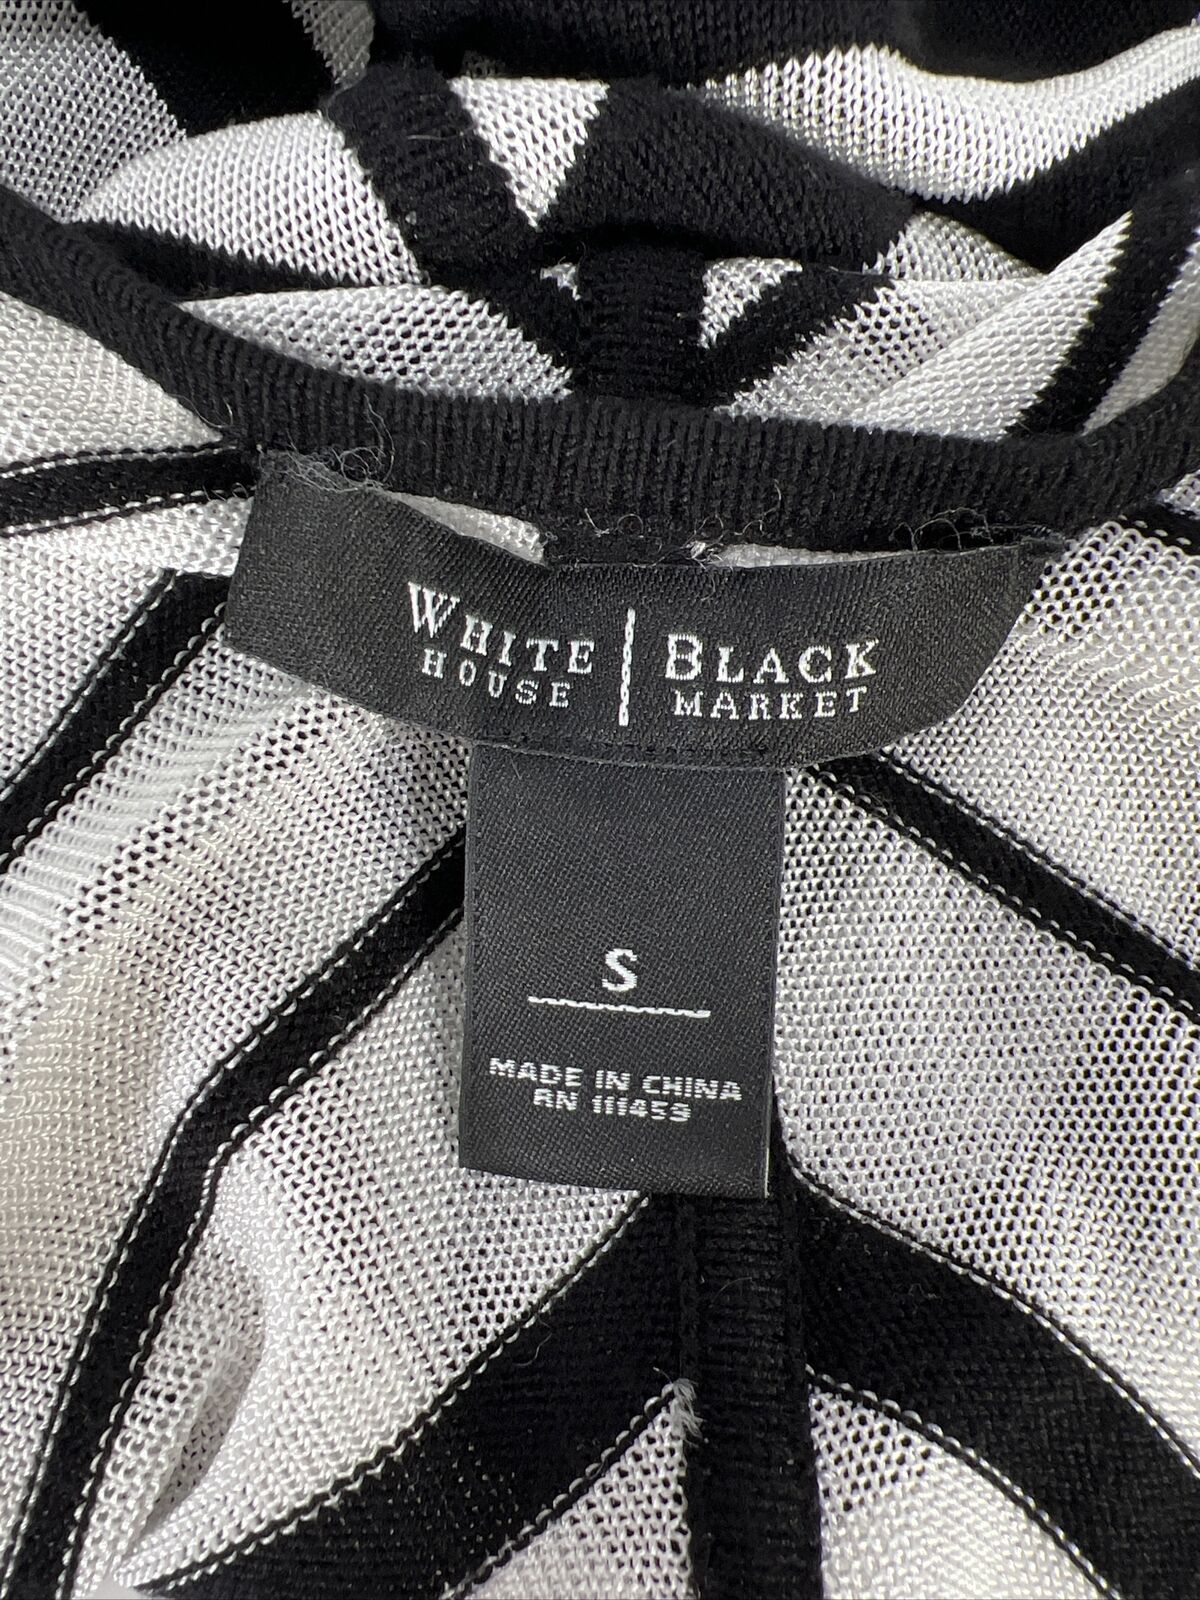 WHITE | BLACK
HOUSE | MARKET
S
MADE IN CHINA
RN 111459